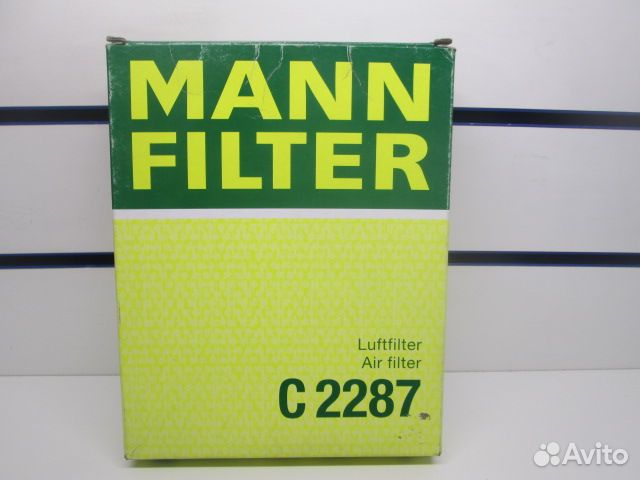 MANN
FILTER
Luftfilter
Air filter
C 2287
Avito